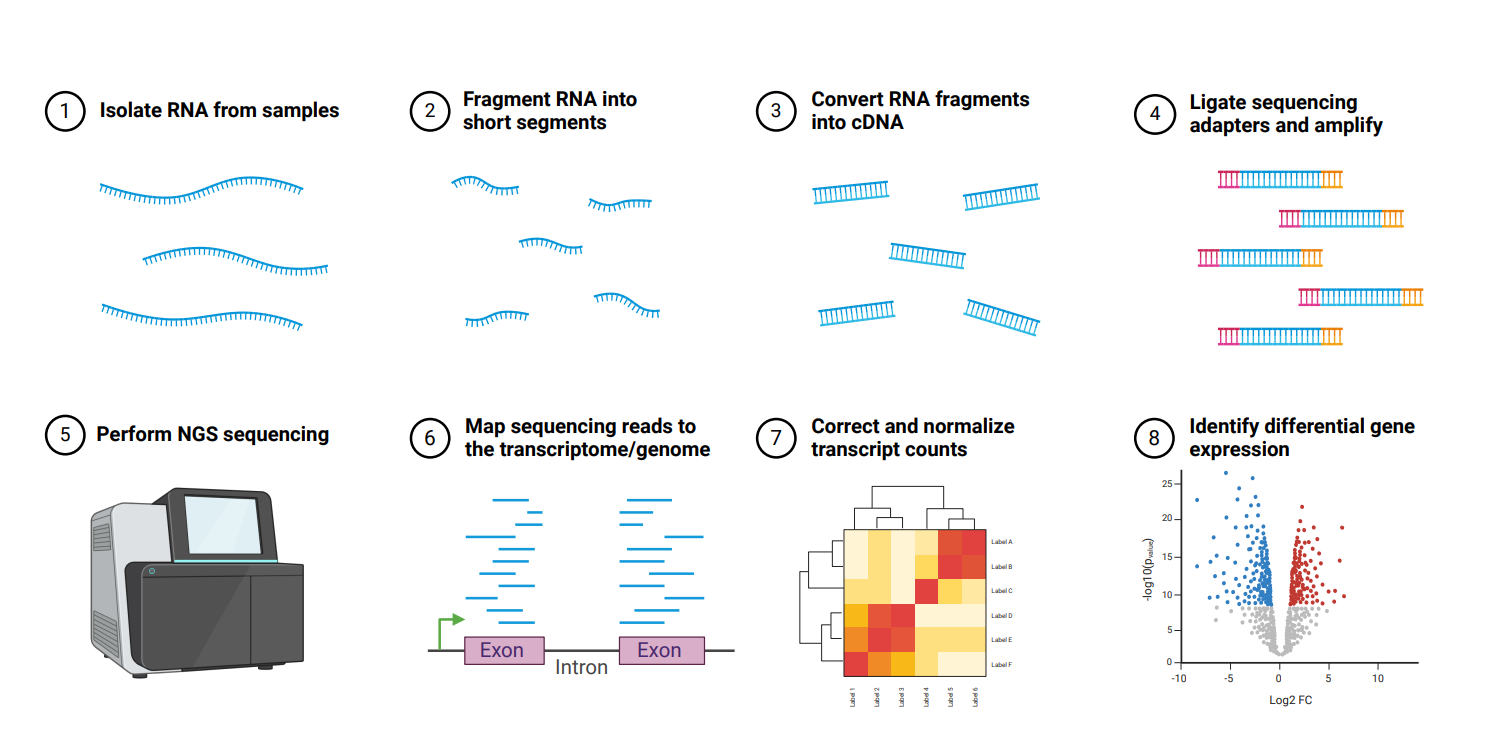 1
Isolate RNA from samples
2
Fragment RNA into
short segments
3
Convert RNA fragments
into cDNA
4
Ligate sequencing
adapters and amplify
5
Perform NGS sequencing
6
Map sequencing reads to
the transcriptome/genome
Exon
Intron
Exon
7
Correct and normalize
transcript counts
Label A
Label B
Label C
Label D
Label E
Label F
Label 1
Label 2
Label 3
Label 4
Label 5
Label 6
8
Identify differential gene
expression
-log10(pvalue)
25
20
15
10
5
0
-10
-5
0
5
10
Log2 FC